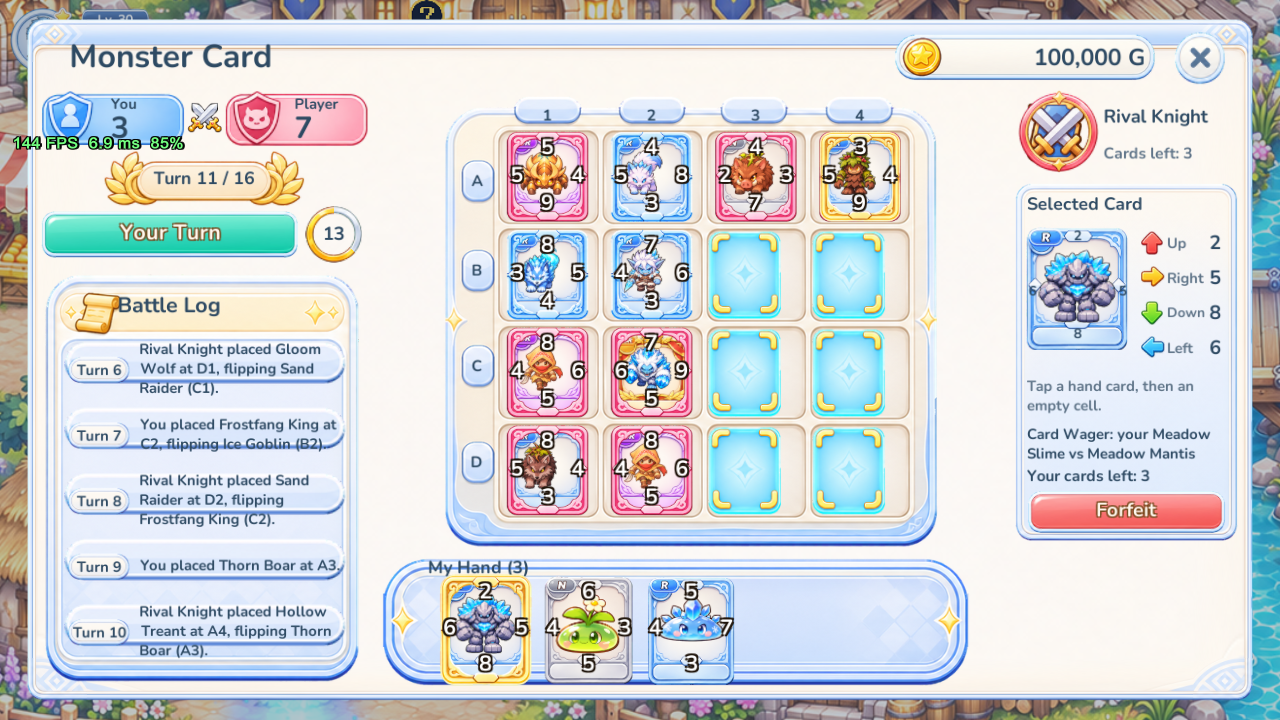 Lv. 30
?
Monster Card
100,000 G
You
3
Player
7
144 FPS 6.9 ms 85%
Turn 11 / 16
Your Turn
13
Battle Log
Turn 6
Rival Knight placed Gloom
Wolf at D1, flipping Sand
Raider (C1).
Turn 7
You placed Frostfang King at
C2, flipping Ice Goblin (B2).
Turn 8
Rival Knight placed Sand
Raider at D2, flipping
Frostfang King (C2).
Turn 9
You placed Thorn Boar at A3.
Turn 10
Rival Knight placed Hollow
Treant at A4, flipping Thorn
Boar (A3).
1 2 3 4
A
5 4 4 3
5 4 5 8 2 3 5 4
9 3 7 9
B
8 7
3 5 4 6
4 3
C
8 7
4 6 6 9
5 5
D
8 8
5 4 4 6
3 5
My Hand (3)
2 N 6 R 5
6 5 4 3 4 7
8 5 3
Rival Knight
Cards left: 3
Selected Card
R 2
6 5
8
Up 2
Right 5
Down 8
Left 6
Tap a hand card, then an
empty cell.
Card Wager: your Meadow
Slime vs Meadow Mantis
Your cards left: 3
Forfeit